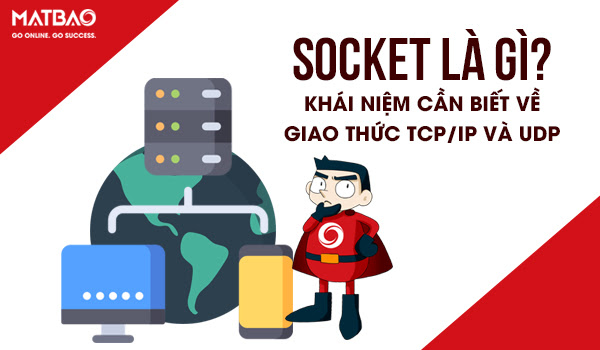 MATBAO
GO ONLINE. GO SUCCESS.
SOCKET LÀ GÌ?
KHÁI NIỆM CẦN BIẾT VỀ
GIAO THỨC TCP/IP VÀ UDP